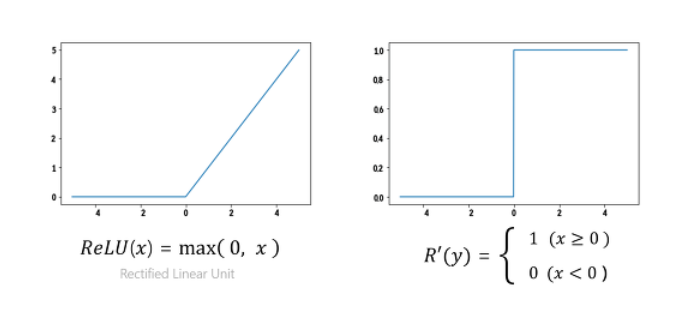 5
4
3
2
1
0
4 2 0 2 4
ReLU(x) = max( 0, x )
Rectified Linear Unit
1.0
0.8
0.6
0.4
0.2
0.0
4 2 0 2 4
R′(y) = { 1 (x ≥ 0 )
0 (x < 0 )